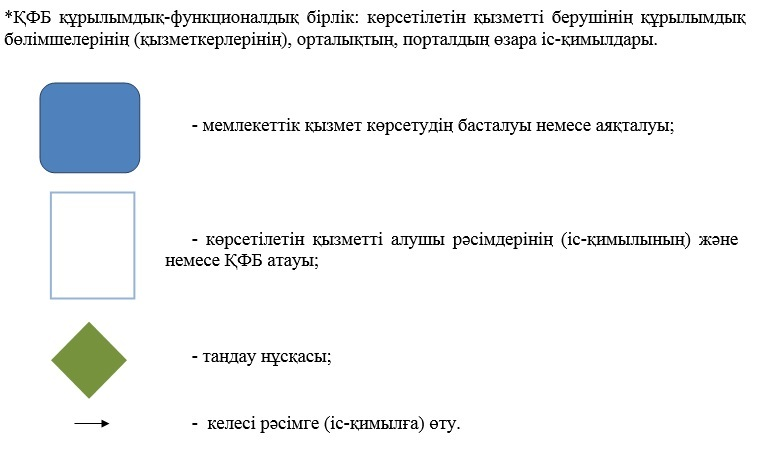 *ҚФБ құрылымдық-функционалдық бірлік: көрсетілетін қызметті берушінің құрылымдық
бөлімшелерінің (қызметкерлерінің), орталықтың, порталдың өзара іс-қимылдары.
- мемлекеттік қызмет көрсетудің басталуы немесе аяқталуы;
- көрсетілетін қызметті алушы рәсімдерінің (іс-қимылының) және
немесе ҚФБ атауы;
- таңдау нұсқасы;
- келесі рәсімге (іс-қимылға) өту.